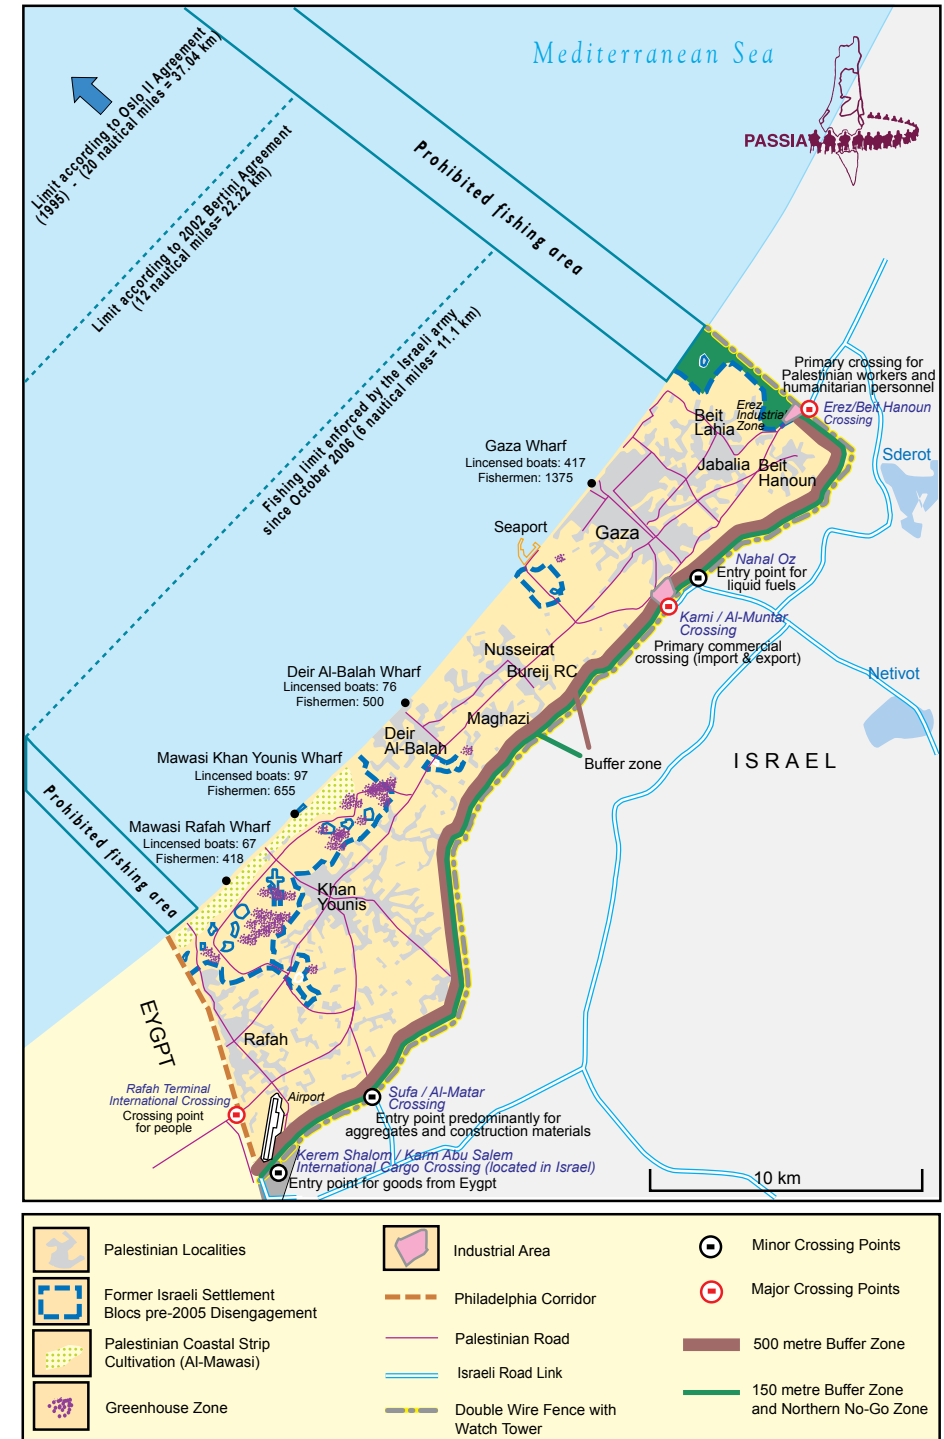 Mediterranean Sea
PASSIA
Limit according to Oslo II Agreement
(1995) - (20 nautical miles = 37.04 km)
Limit according to 2002 Bertini Agreement
(12 nautical miles= 22.22 km)
Fishing limit enforced by the Israeli army
since October 2006 (6 nautical miles= 11.1 km)
Prohibited fishing area
Primary crossing for
Palestinian workers and
humanitarian personnel
Erez/Beit Hanoun
Crossing
Erez
Industrial
Zone
Beit
Lahia
Jabalia
Beit
Hanoun
Sderot
Gaza Wharf
Lincensed boats: 417
Fishermen: 1375
Seaport
Gaza
Nahal Oz
Entry point for
liquid fuels
Karni / Al-Muntar
Crossing
Primary commercial
crossing (import & export)
Nusseirat
Bureij RC
Netivot
Deir Al-Balah Wharf
Lincensed boats: 76
Fishermen: 500
Maghazi
Deir
Al-Balah
Buffer zone
ISRAEL
Mawasi Khan Younis Wharf
Lincensed boats: 97
Fishermen: 655
Mawasi Rafah Wharf
Lincensed boats: 67
Fishermen: 418
Prohibited fishing area
Khan
Younis
EYGPT
Rafah
Rafah Terminal
International Crossing
Crossing point
for people
Airport
Sufa / Al-Matar
Crossing
Entry point predominantly for
aggregates and construction materials
Kerem Shalom / Karm Abu Salem
International Cargo Crossing (located in Israel)
Entry point for goods from Eygpt
10 km
Palestinian Localities
Former Israeli Settlement
Blocs pre-2005 Disengagement
Palestinian Coastal Strip
Cultivation (Al-Mawasi)
Greenhouse Zone
Industrial Area
Philadelphia Corridor
Palestinian Road
Israeli Road Link
Double Wire Fence with
Watch Tower
Minor Crossing Points
Major Crossing Points
500 metre Buffer Zone
150 metre Buffer Zone
and Northern No-Go Zone